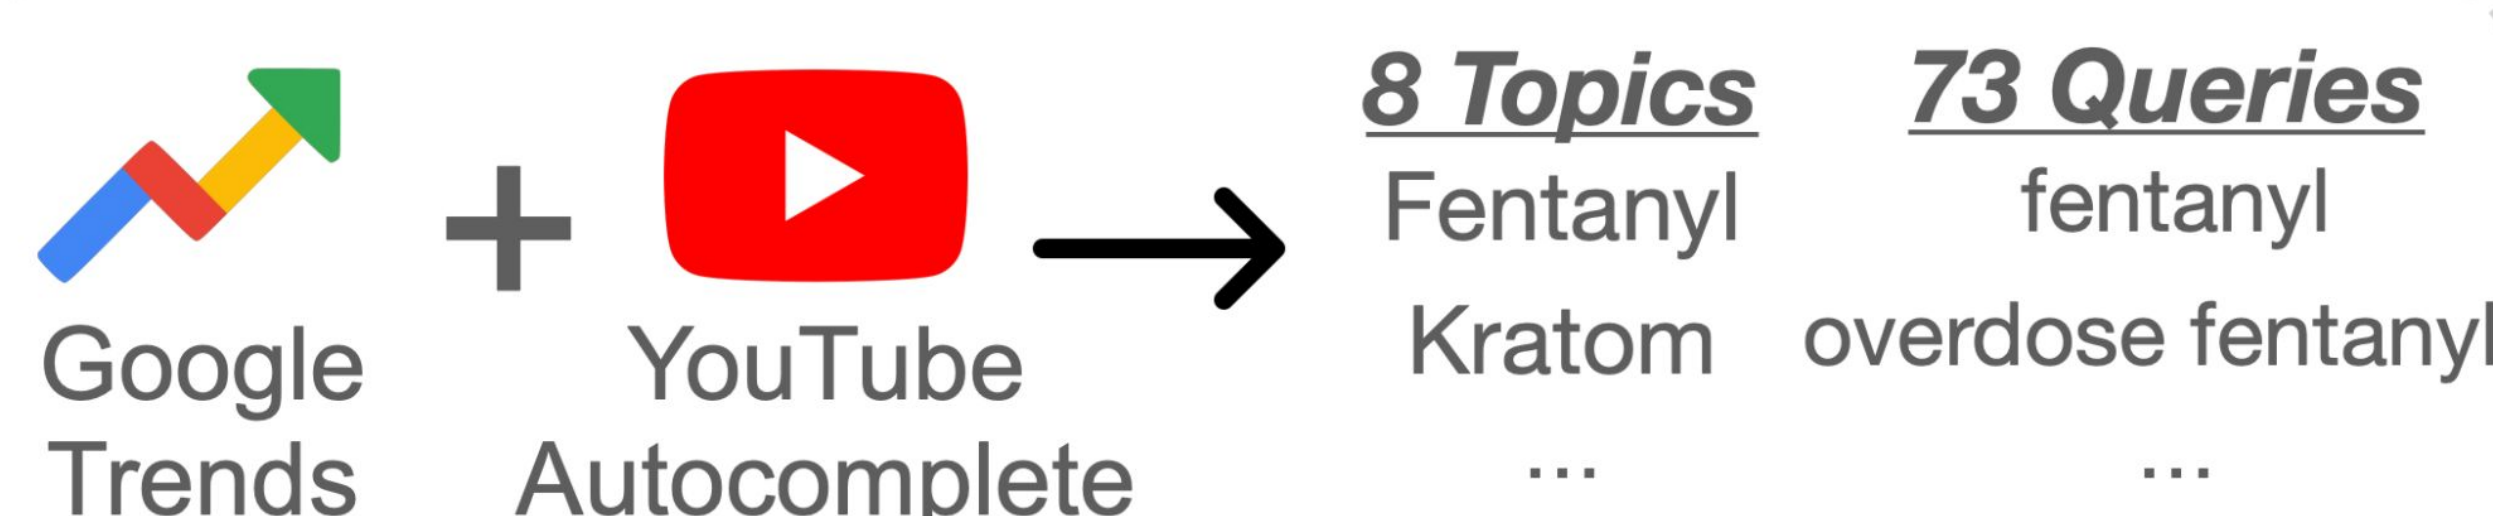 Google
Trends
+
YouTube
Autocomplete
8 Topics
Fentanyl
Kratom
...
73 Queries
fentanyl
overdose fentanyl
...